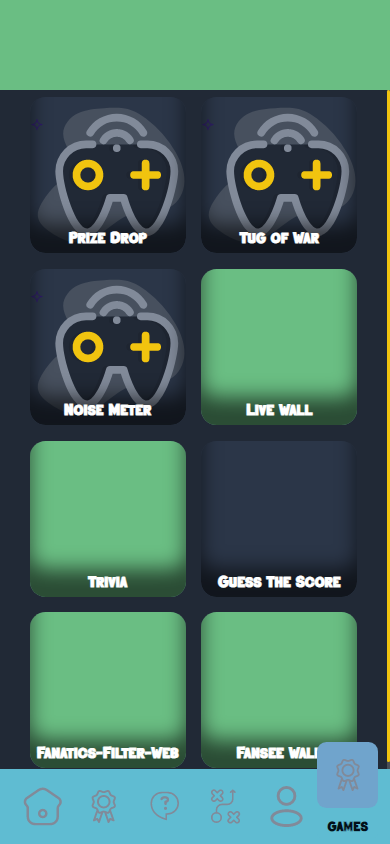 Prize Drop
Tug of War
Noise Meter
Live Wall
Trivia
Guess The Score
Fanatics-Filter-Web
Fansee Wall
GAMES